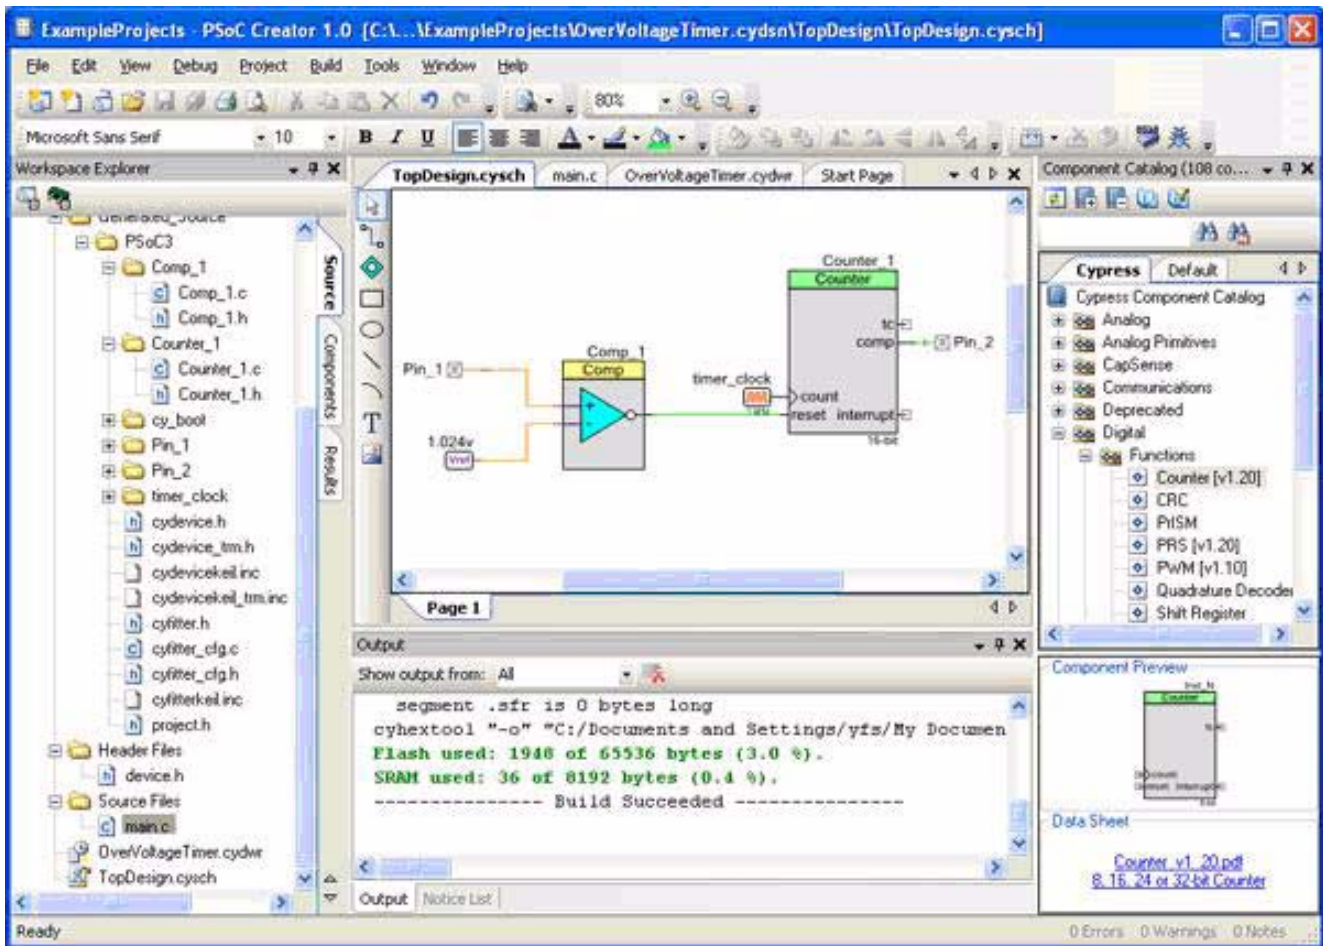 ExampleProjects - PSoC Creator 1.0 [C:\...\ExampleProjects\OverVoltageTimer.cydsn\TopDesign\TopDesign.cysch]
File Edit View Debug Project Build Tools Window Help
80%
Microsoft Sans Serif 10 B I U A
Workspace Explorer
Generated_Source
PSoC3
Comp_1
Comp_1.c
Comp_1.h
Counter_1
Counter_1.c
Counter_1.h
cy_boot
Pin_1
Pin_2
timer_clock
cydevice.h
cydevice_trm.h
cydevicekeil.inc
cydevicekeil_trm.inc
cyfitter.h
cyfitter_cfg.c
cyfitter_cfg.h
cyfitterkeil.inc
project.h
Header Files
device.h
Source Files
main.c
OverVoltageTimer.cydwr
TopDesign.cysch
Source
Components
Results
TopDesign.cysch main.c OverVoltageTimer.cydwr Start Page
T
Counter_1
Counter
tc
comp
Pin_2
Comp_1
Comp
Pin_1
timer_clock
count
reset interrupt
16-bit
1.024v
Vref
Page 1
Output
Show output from: All
segment .sfr is 0 bytes long
cyhextool "-o" "C:/Documents and Settings/yfs/My Documen
Flash used: 1948 of 65536 bytes (3.0 %).
SRAM used: 36 of 8192 bytes (0.4 %).
--------------- Build Succeeded ---------------
Output Notice List
Component Catalog (108 co...
Cypress Default
Cypress Component Catalog
Analog
Analog Primitives
CapSense
Communications
Deprecated
Digital
Functions
Counter [v1.20]
CRC
PrISM
PRS [v1.20]
PWM [v1.10]
Quadrature Decoder
Shift Register
Component Preview
Inst_N
Counter
Data Sheet
Counter_v1_20.pdf
8, 16, 24 or 32-bit Counter
Ready
0 Errors 0 Warnings 0 Notes